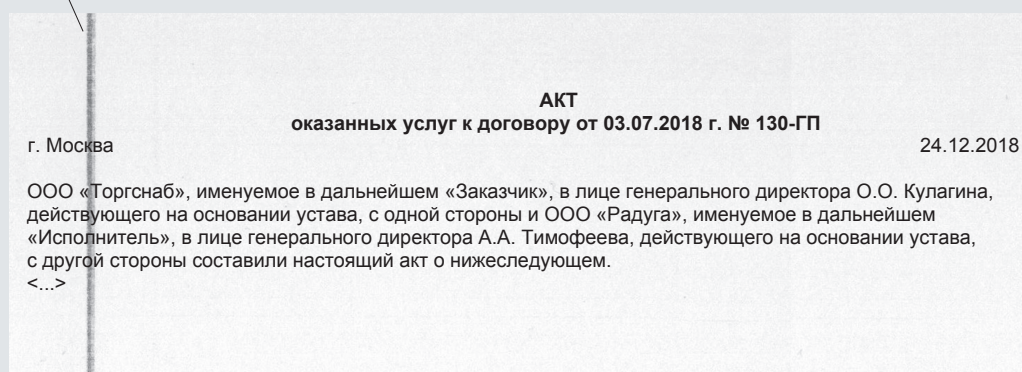 АКТ
оказанных услуг к договору от 03.07.2018 г. № 130-ГП
г. Москва 24.12.2018
ООО «Торгснаб», именуемое в дальнейшем «Заказчик», в лице генерального директора О.О. Кулагина,
действующего на основании устава, с одной стороны и ООО «Радуга», именуемое в дальнейшем
«Исполнитель», в лице генерального директора А.А. Тимофеева, действующего на основании устава,
с другой стороны составили настоящий акт о нижеследующем.
<...>